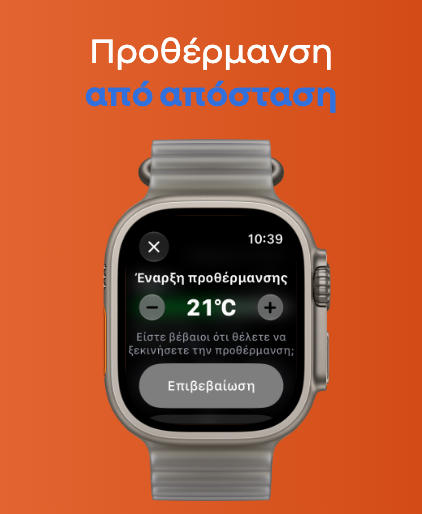 Προθέρμανση
από απόσταση
10:39
Έναρξη προθέρμανσης
21°C
Είστε βέβαιοι ότι θέλετε να
ξεκινήσετε την προθέρμανση;
Επιβεβαίωση